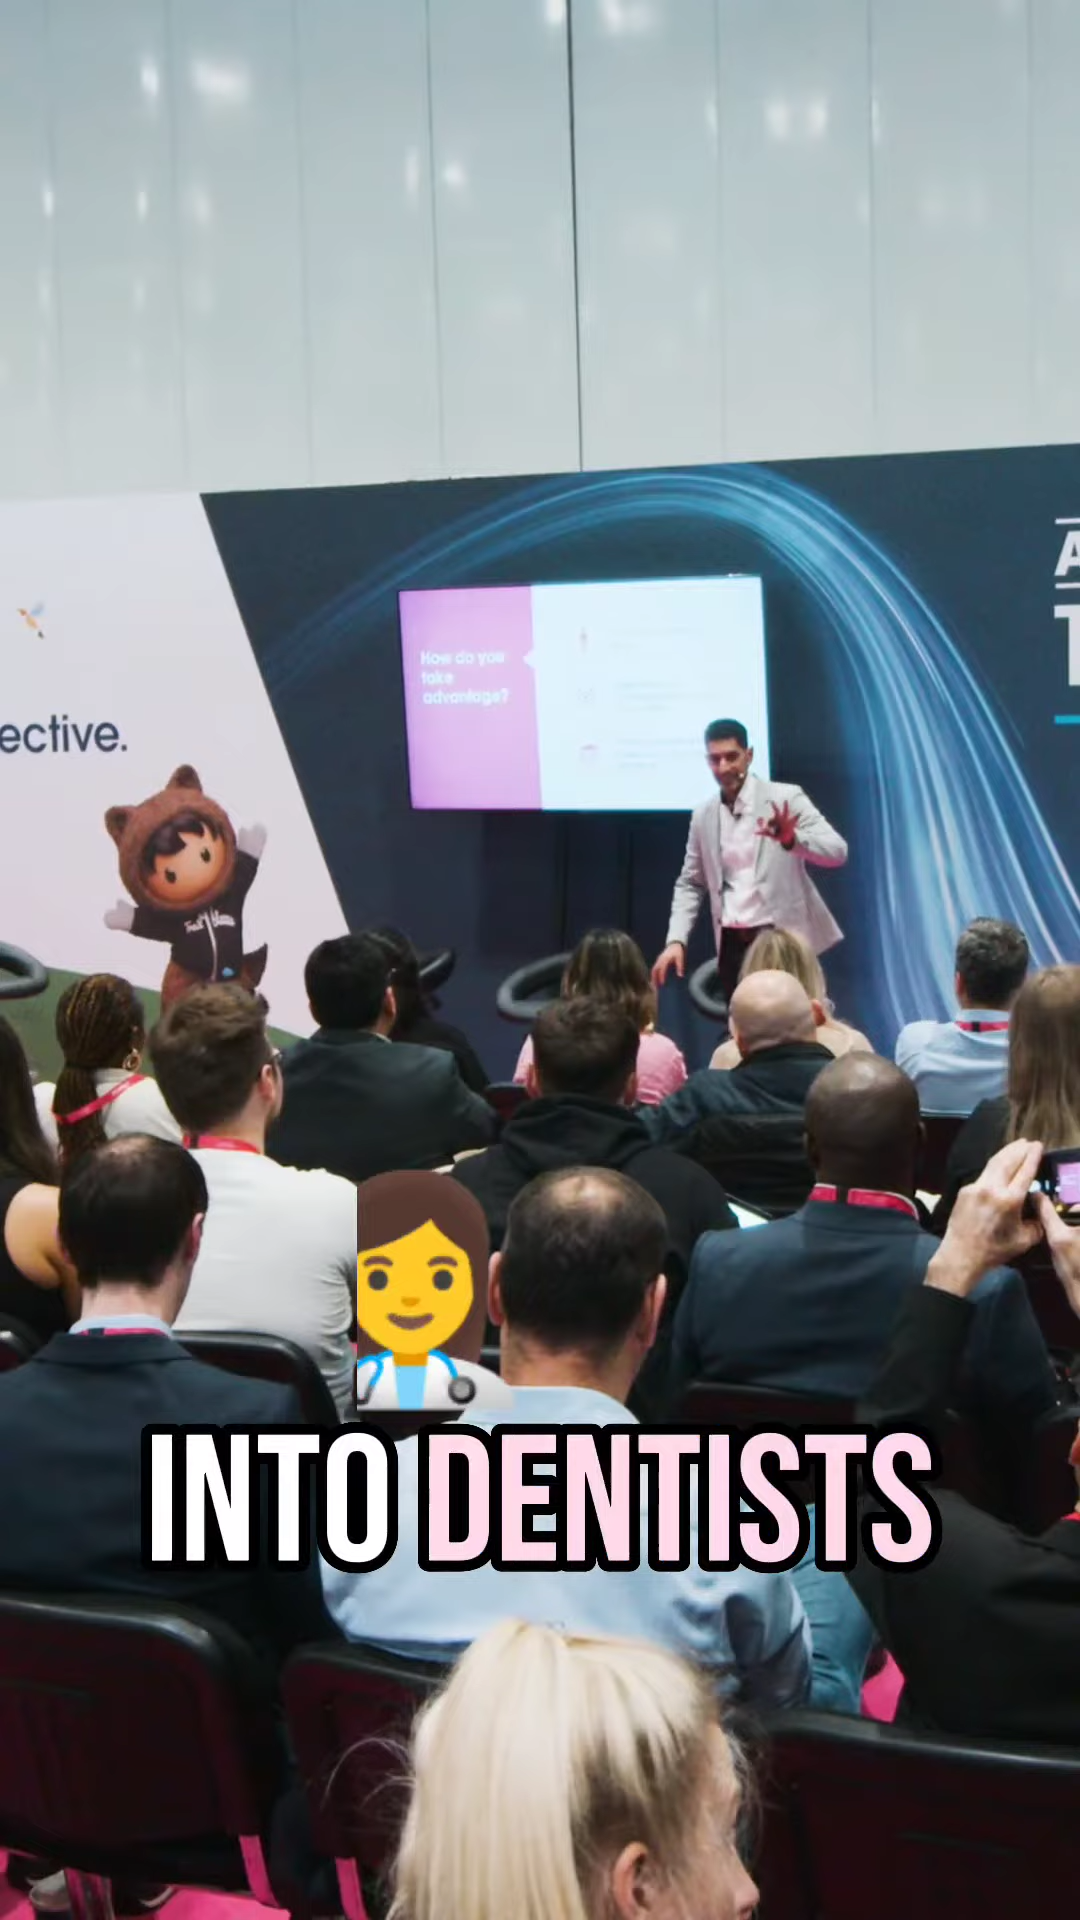 A
T
How do you
take
advantage?
ective.
INTO DENTISTS